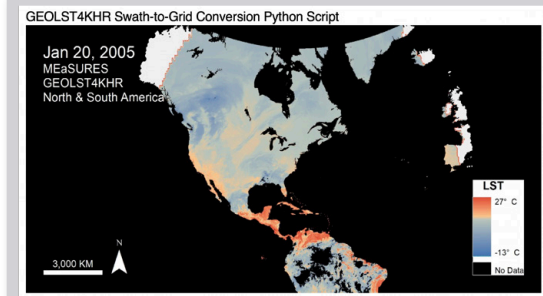 GEOLST4KHR Swath-to-Grid Conversion Python Script
Jan 20, 2005
MEaSUREs
GEOLST4KHR
North & South America
LST
27° C
-13° C
No Data
N
3,000 KM